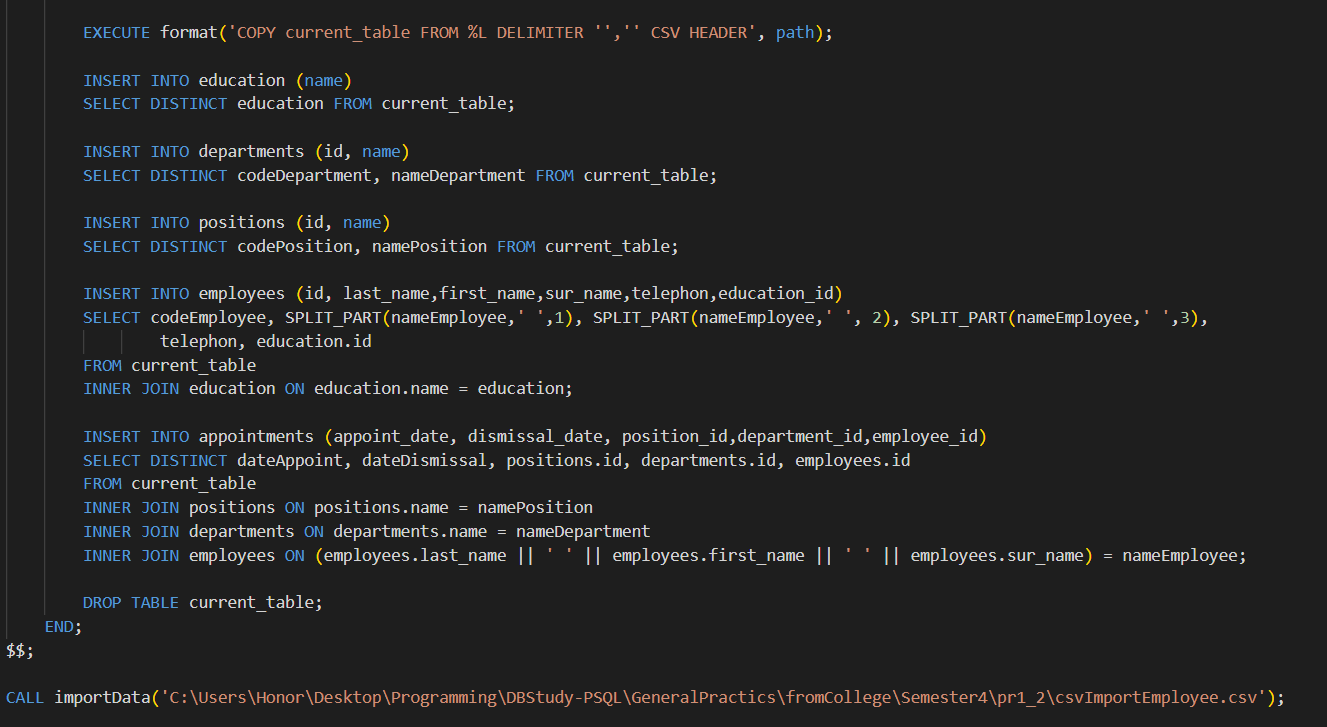 EXECUTE format('COPY current_table FROM %L DELIMITER '','' CSV HEADER', path);
INSERT INTO education (name)
SELECT DISTINCT education FROM current_table;
INSERT INTO departments (id, name)
SELECT DISTINCT codeDepartment, nameDepartment FROM current_table;
INSERT INTO positions (id, name)
SELECT DISTINCT codePosition, namePosition FROM current_table;
INSERT INTO employees (id, last_name,first_name,sur_name,telephon,education_id)
SELECT codeEmployee, SPLIT_PART(nameEmployee,' ',1), SPLIT_PART(nameEmployee,' ', 2), SPLIT_PART(nameEmployee,' ',3),
telephon, education.id
FROM current_table
INNER JOIN education ON education.name = education;
INSERT INTO appointments (appoint_date, dismissal_date, position_id,department_id,employee_id)
SELECT DISTINCT dateAppoint, dateDismissal, positions.id, departments.id, employees.id
FROM current_table
INNER JOIN positions ON positions.name = namePosition
INNER JOIN departments ON departments.name = nameDepartment
INNER JOIN employees ON (employees.last_name || ' ' || employees.first_name || ' ' || employees.sur_name) = nameEmployee;
DROP TABLE current_table;
END;
$$;
CALL importData('C:\Users\Honor\Desktop\Programming\DBStudy-PSQL\GeneralPractics\fromCollege\Semester4\pr1_2\csvImportEmployee.csv');